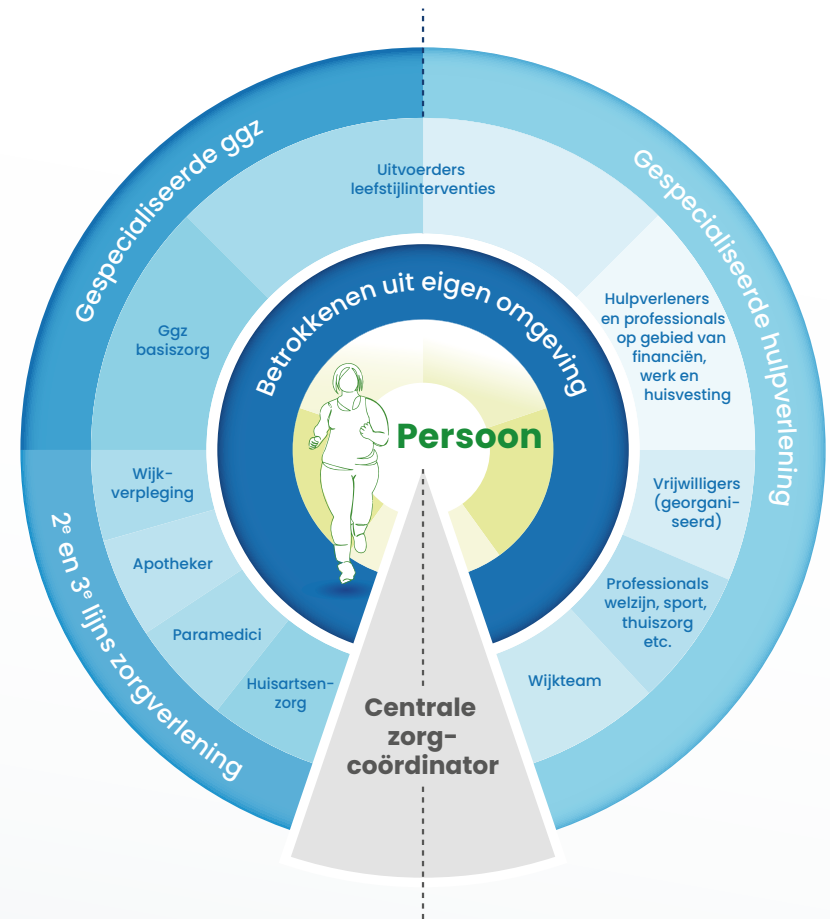 Gespecialiseerde ggz
Gespecialiseerde hulpverlening
Uitvoerders
leefstijlinterventies
Betrokkenen uit eigen omgeving
Hulpverleners
en professionals
op gebied van
financiën,
werk en
huisvesting
Ggz
basiszorg
Persoon
Wijk-
verpleging
Vrijwilligers
(georgani-
seerd)
2e en 3e lijns zorgverlening
Apotheker
Professionals
welzijn, sport,
thuiszorg
etc.
Paramedici
Huisartsen-
zorg
Wijkteam
Centrale
zorg-
coördinator